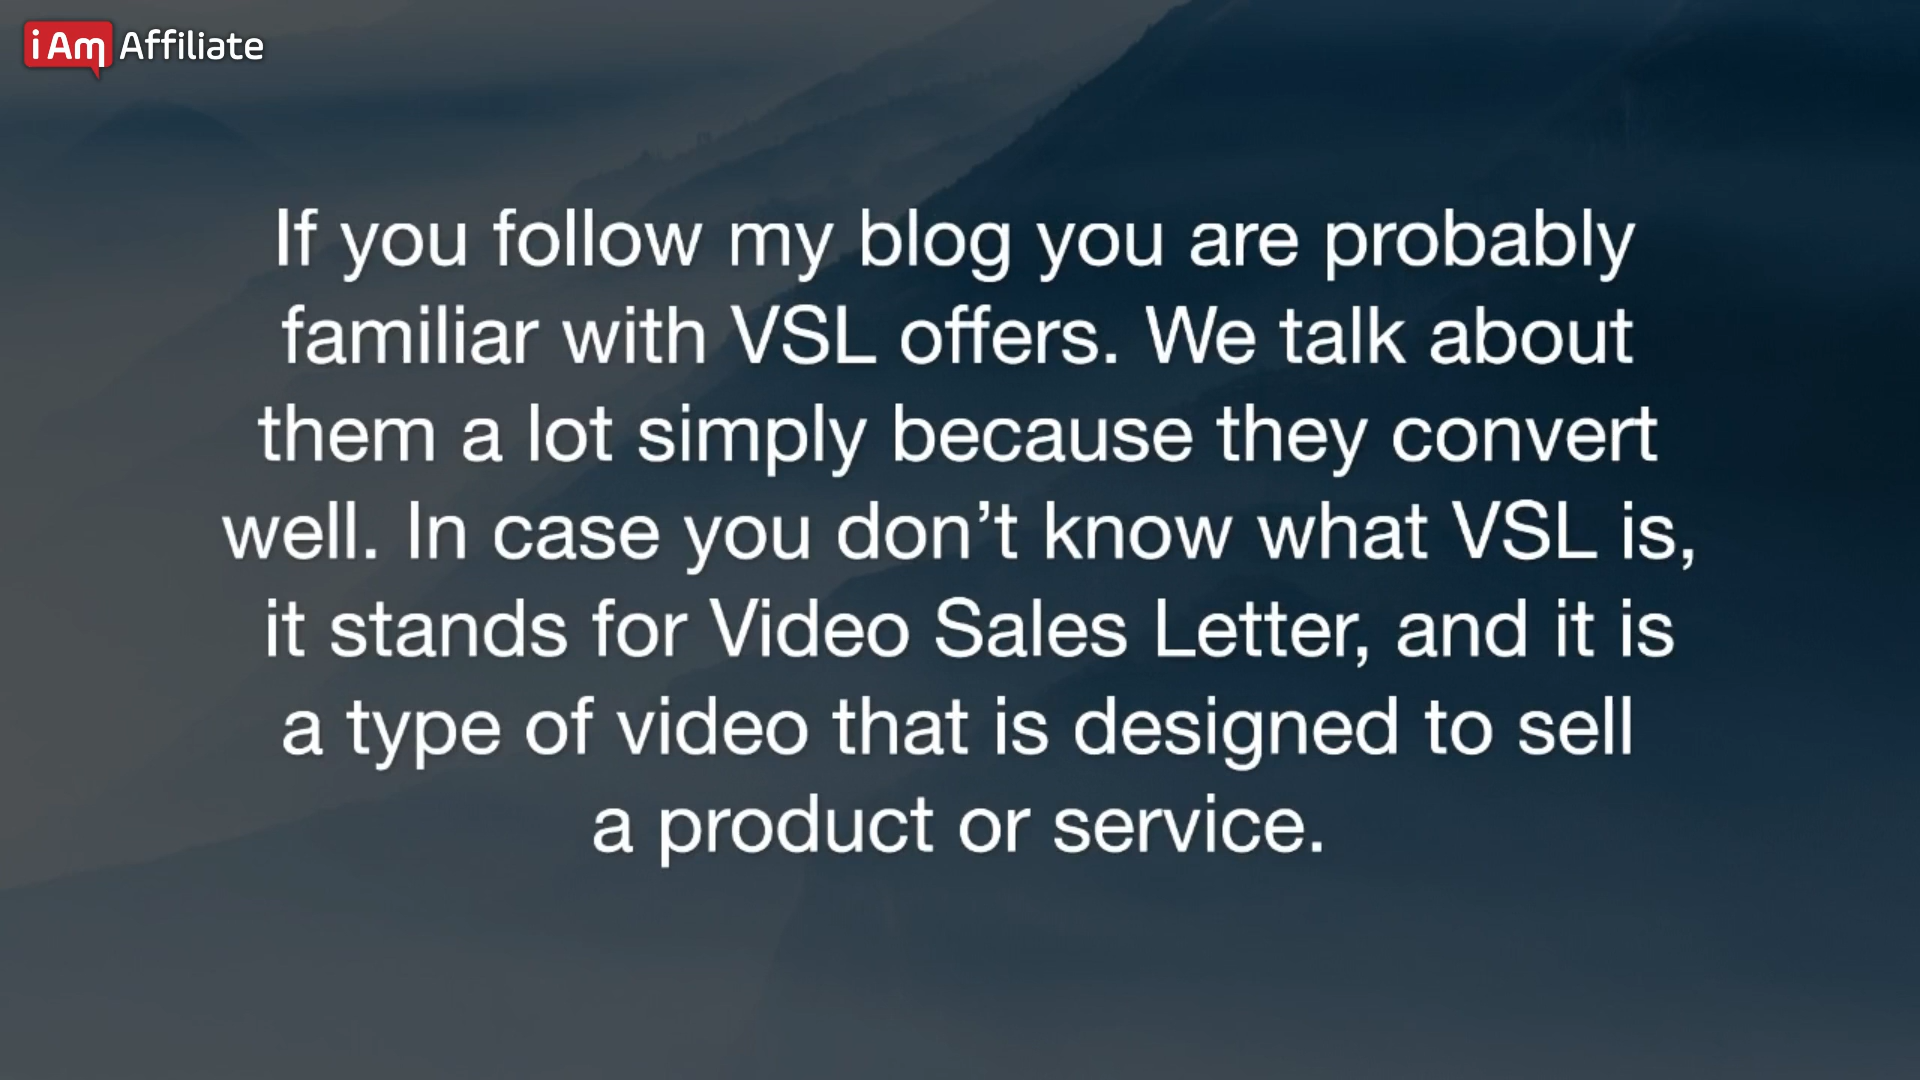 i Am Affiliate
If you follow my blog you are probably
familiar with VSL offers. We talk about
them a lot simply because they convert
well. In case you don’t know what VSL is,
it stands for Video Sales Letter, and it is
a type of video that is designed to sell
a product or service.